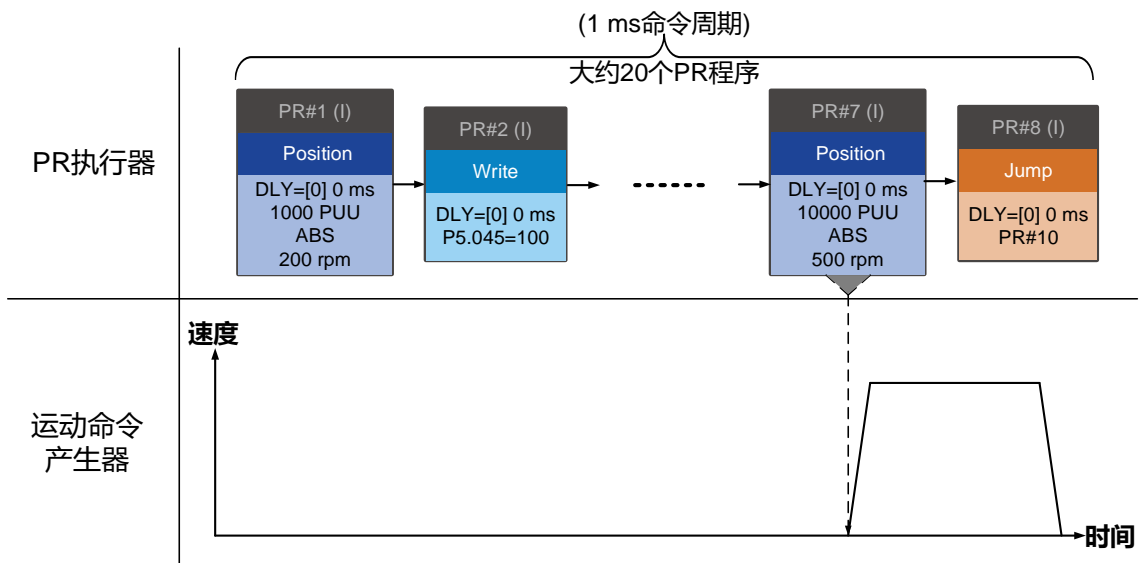 (1 ms命令周期)
大约20个PR程序
PR执行器
PR#1 (I)
Position
DLY=[0] 0 ms
1000 PUU
ABS
200 rpm
PR#2 (I)
Write
DLY=[0] 0 ms
P5.045=100
PR#7 (I)
Position
DLY=[0] 0 ms
10000 PUU
ABS
500 rpm
PR#8 (I)
Jump
DLY=[0] 0 ms
PR#10
运动命令
产生器
速度
时间